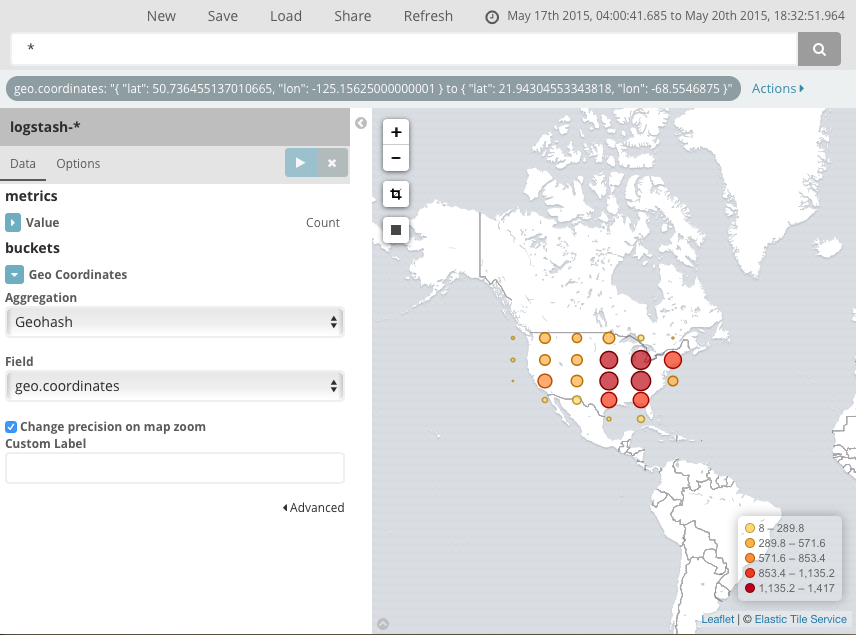 New Save Load Share Refresh May 17th 2015, 04:00:41.685 to May 20th 2015, 18:32:51.964
*
geo.coordinates: "{ "lat": 50.736455137010665, "lon": -125.15625000000001 } to { "lat": 21.94304553343818, "lon": -68.5546875 }" Actions
logstash-*
Data Options
metrics
Value Count
buckets
Geo Coordinates
Aggregation
Geohash
Field
geo.coordinates
Change precision on map zoom
Custom Label
Advanced
+
−
8 – 289.8
289.8 – 571.6
571.6 – 853.4
853.4 – 1,135.2
1,135.2 – 1,417
Leaflet | © Elastic Tile Service